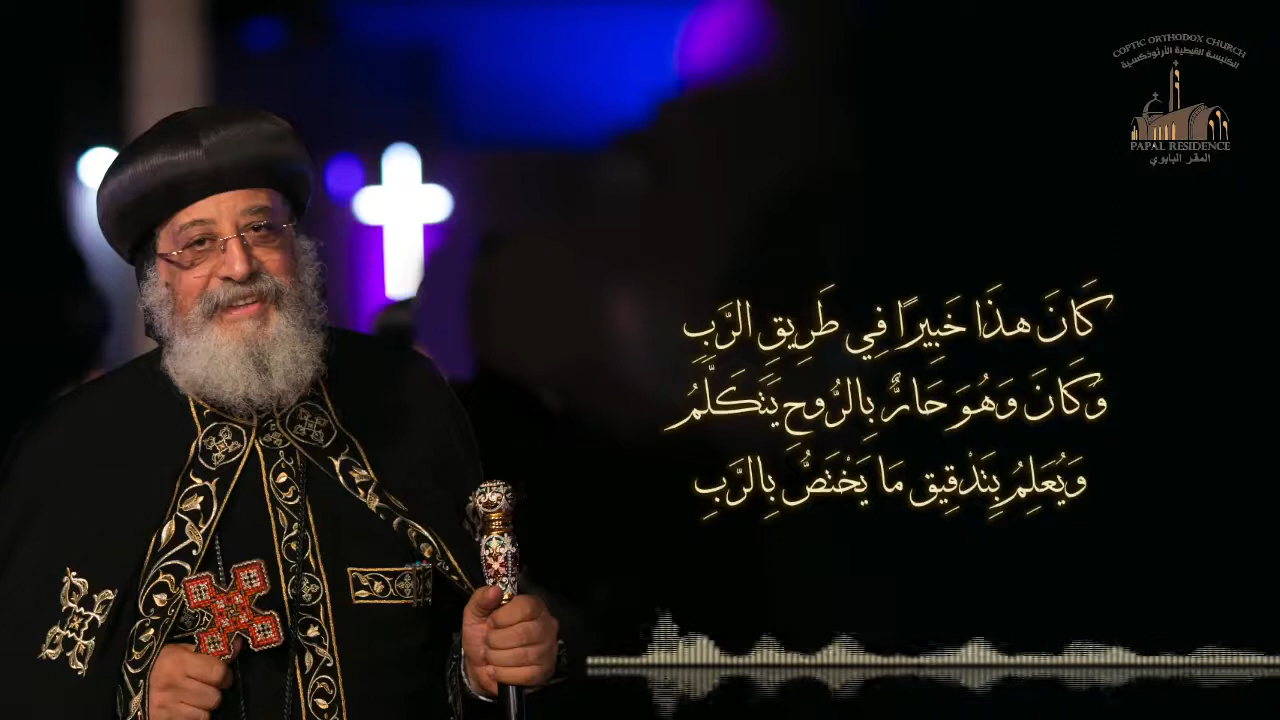 COPTIC ORTHODOX CHURCH
الكنيسة القبطية الأرثوذكسية
PAPAL RESIDENCE
المقر البابوي
كَانَ هذَا خَبِيرًا فِي طَرِيقِ الرَّبِ
وَكَانَ وَهُوَ حَارٌّ بِالرُّوحِ يَتَكَلَّمُ
وَيُعَلِمُ بِتَدْقِيقِ مَا يَخْتَصُّ بِالرَّبِ